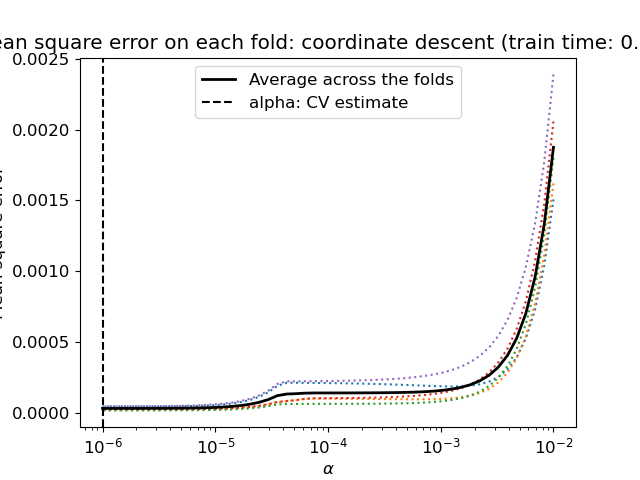 ean square error on each fold: coordinate descent (train time: 0.
Average across the folds
alpha: CV estimate
0.0025
0.0020
0.0015
0.0010
0.0005
0.0000
10⁻⁶ 10⁻⁵ 10⁻⁴ 10⁻³ 10⁻²
α